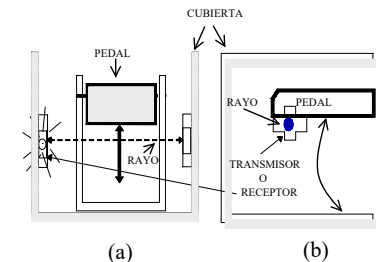 CUBIERTA
PEDAL
RAYO
RAYO
PEDAL
TRANSMISOR
O
RECEPTOR
(a)
(b)